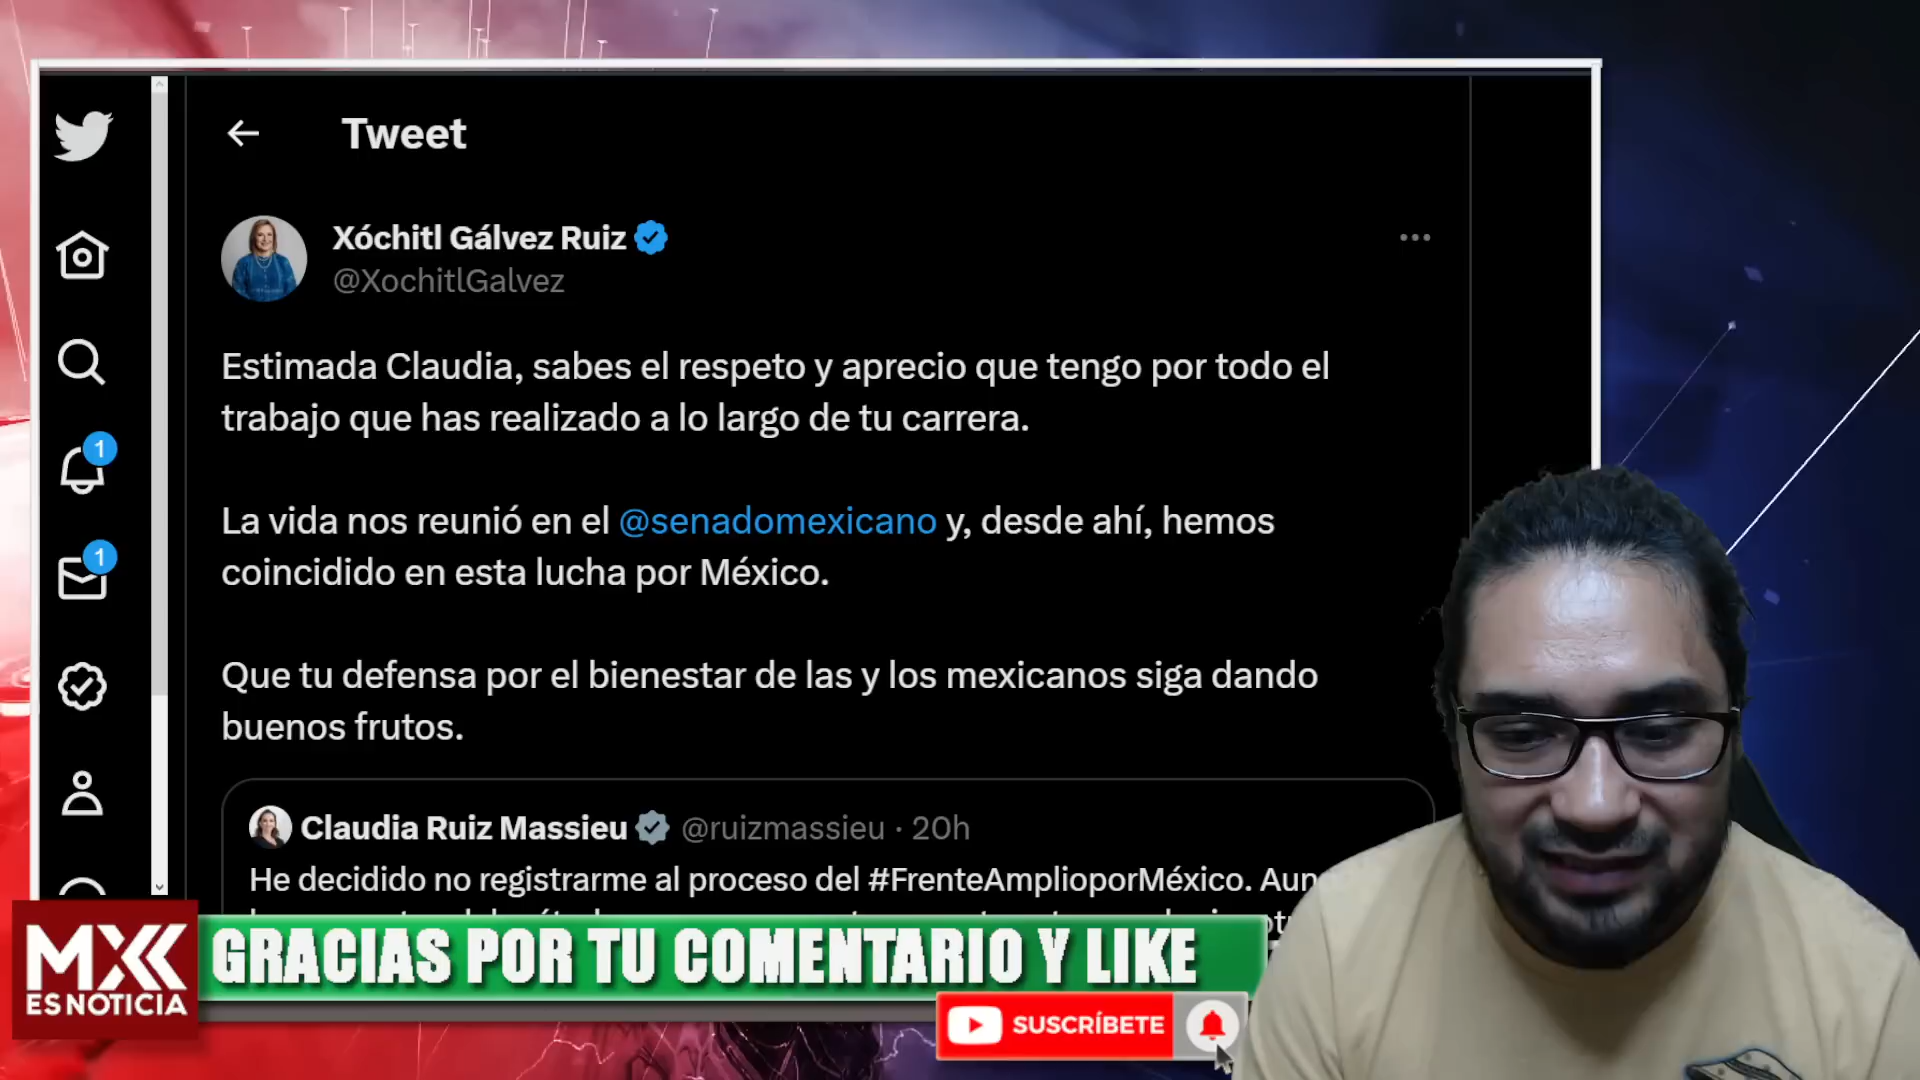 Tweet
Xóchitl Gálvez Ruiz
@XochitlGalvez
Estimada Claudia, sabes el respeto y aprecio que tengo por todo el
trabajo que has realizado a lo largo de tu carrera.
La vida nos reunió en el @senadomexicano y, desde ahí, hemos
coincidido en esta lucha por México.
Que tu defensa por el bienestar de las y los mexicanos siga dando
buenos frutos.
Claudia Ruiz Massieu @ruizmassieu · 20h
He decidido no registrarme al proceso del #FrenteAmplioporMéxico.
1
1
MX
ES NOTICIA
GRACIAS POR TU COMENTARIO Y LIKE
SUSCRÍBETE